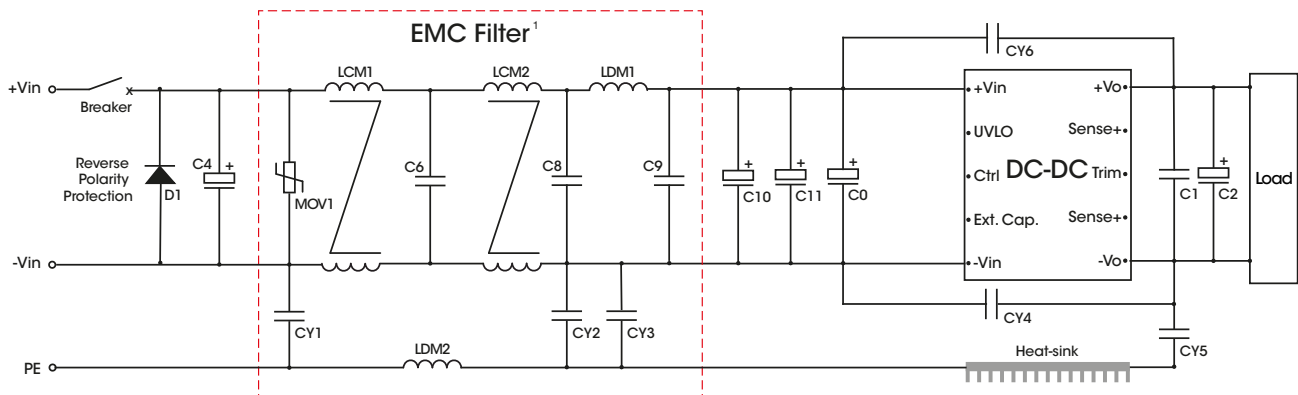 EMC Filter¹
CY6
LCM1
LCM2
LDM1
+Vin
Breaker
+Vin
+Vo
UVLO
Sense+
Reverse
Polarity
Protection
D1
C4
+
MOV1
C6
C8
C9
+
C10
+
C11
+
C0
Ctrl
DC-DC
Trim
C1
+
C2
Load
Ext. Cap.
Sense+
-Vin
-Vin
-Vo
CY1
CY2
CY3
CY4
CY5
LDM2
Heat-sink
PE